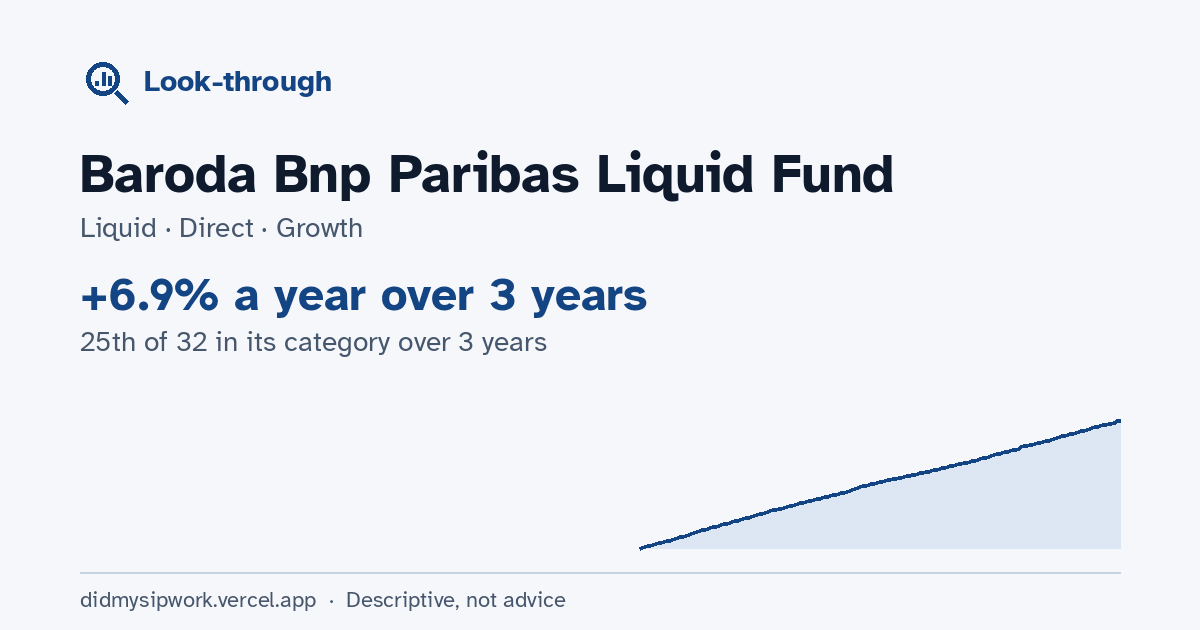 Look-through
Baroda Bnp Paribas Liquid Fund
Liquid · Direct · Growth
+6.9% a year over 3 years
25th of 32 in its category over 3 years
didmysipwork.vercel.app · Descriptive, not advice